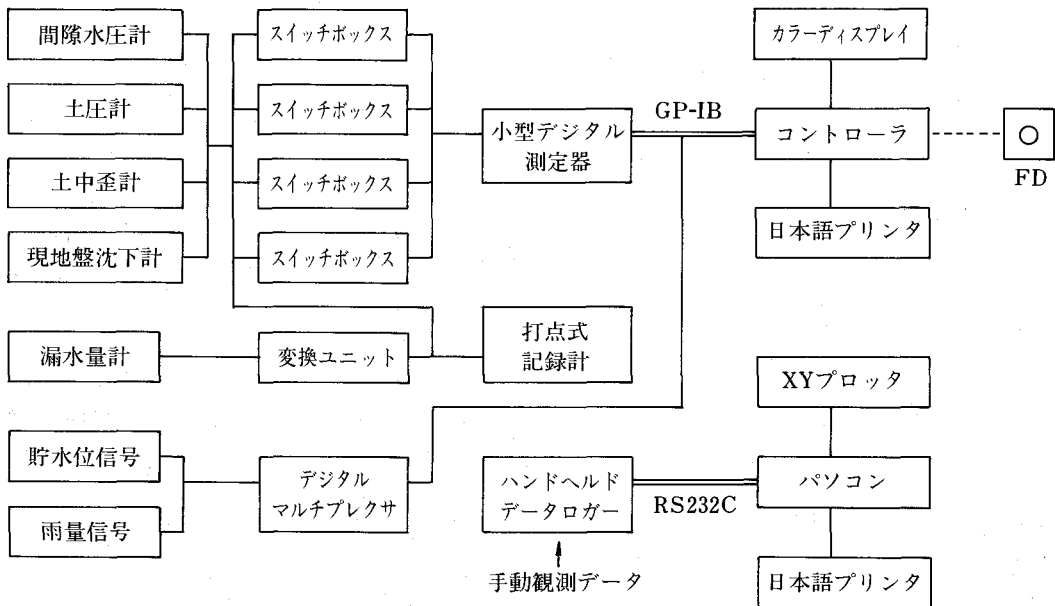 間隙水圧計
スイッチボックス
カラーディスプレイ
土圧計
スイッチボックス
小型デジタル
測定器
GP-IB
コントローラ
FD
土中歪計
スイッチボックス
現地盤沈下計
スイッチボックス
日本語プリンタ
漏水量計
変換ユニット
打点式
記録計
XYプロッタ
貯水位信号
雨量信号
デジタル
マルチプレクサ
ハンドヘルド
データロガー
RS232C
パソコン
手動観測データ
日本語プリンタ